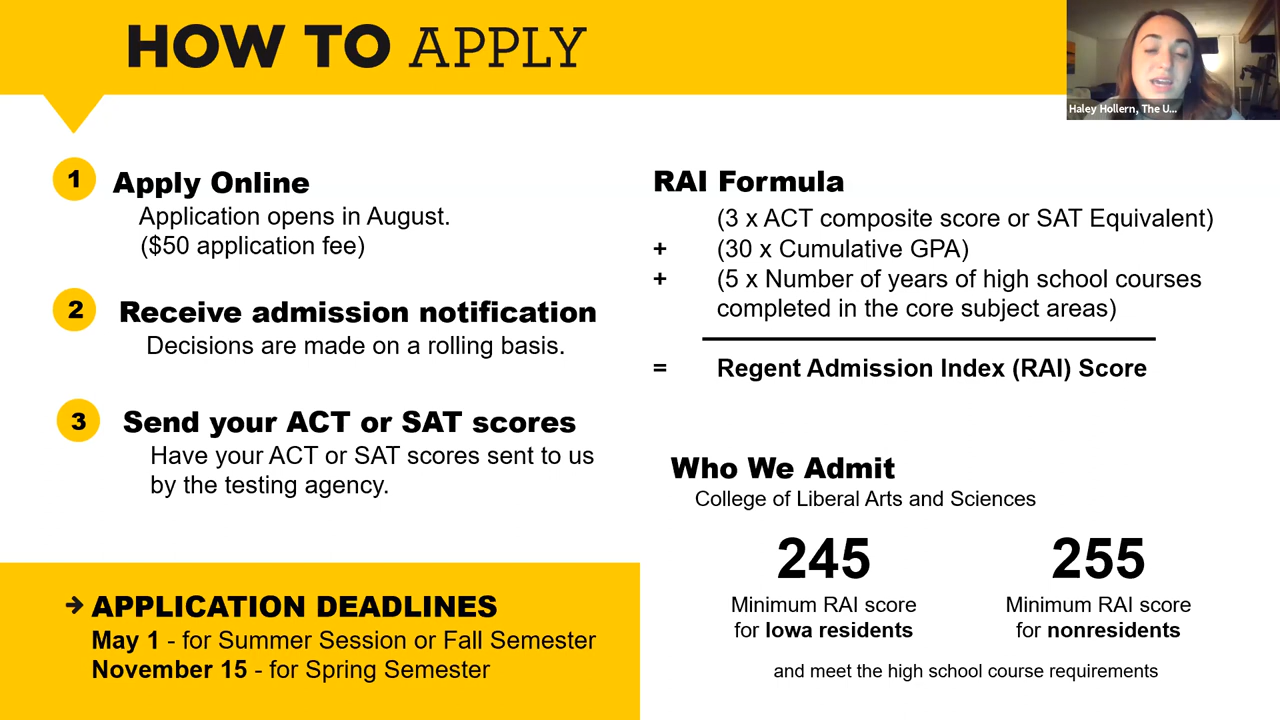 HOW TO APPLY
Haley Hollern, The U...
1 Apply Online
Application opens in August.
($50 application fee)
2 Receive admission notification
Decisions are made on a rolling basis.
3 Send your ACT or SAT scores
Have your ACT or SAT scores sent to us
by the testing agency.
APPLICATION DEADLINES
May 1 - for Summer Session or Fall Semester
November 15 - for Spring Semester
RAI Formula
(3 x ACT composite score or SAT Equivalent)
+ (30 x Cumulative GPA)
+ (5 x Number of years of high school courses
completed in the core subject areas)
= Regent Admission Index (RAI) Score
Who We Admit
College of Liberal Arts and Sciences
245 255
Minimum RAI score Minimum RAI score
for Iowa residents for nonresidents
and meet the high school course requirements